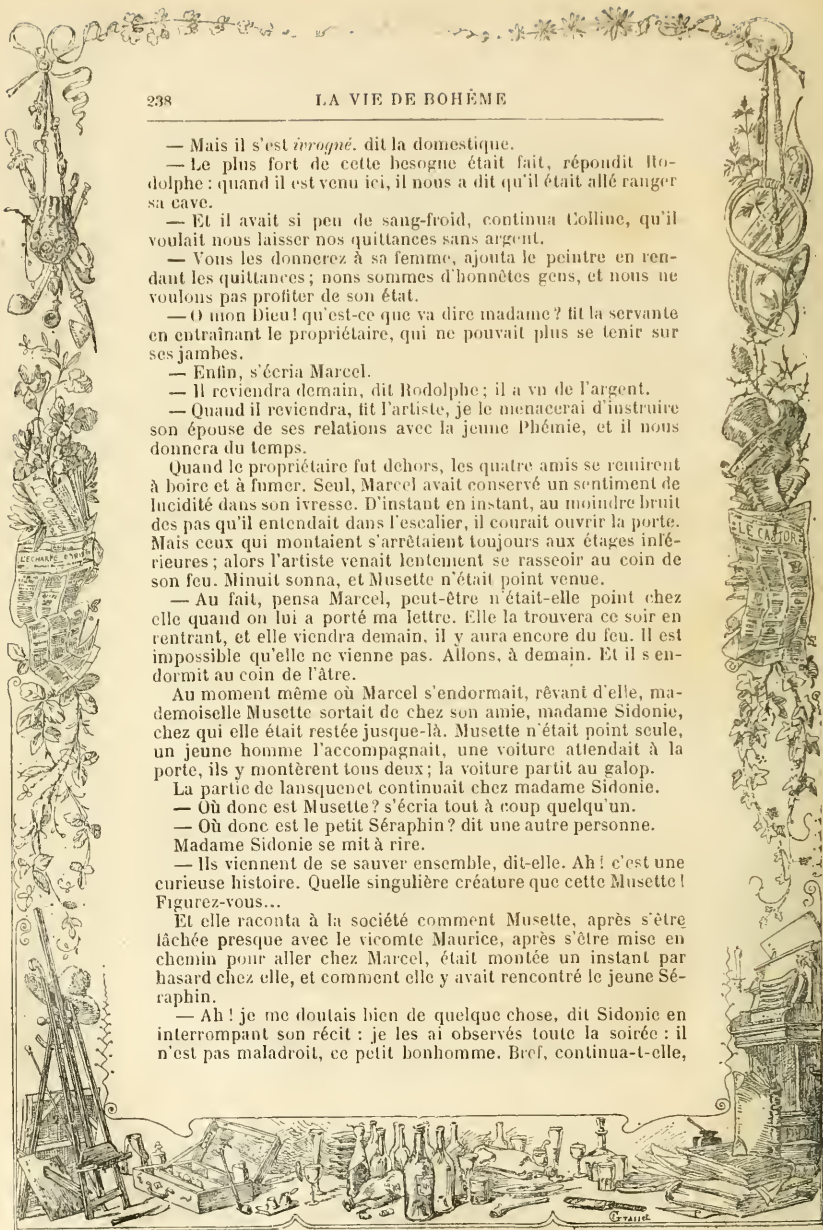 238 LA VIE DE BOHÈME
— Mais il s'est ivrogné. dit la domestique.
— Le plus fort de cette besogne était fait, répondit Ro-
dolphe : quand il est venu ici, il nous a dit qu'il était allé ranger
sa cave.
— Et il avait si peu de sang-froid, continua Colline, qu'il
voulait nous laisser nos quittances sans argent.
— Vous les donnerez à sa femme, ajouta le peintre en ren-
dant les quittances ; nous sommes d'honnêtes gens, et nous ne
voulons pas profiter de son état.
— O mon Dieu ! qu'est-ce que va dire madame ? fit la servante
en entraînant le propriétaire, qui ne pouvait plus se tenir sur
ses jambes.
— Enfin, s'écria Marcel.
— Il reviendra demain, dit Rodolphe ; il a vu de l'argent.
— Quand il reviendra, fit l'artiste, je le menacerai d'instruire
son épouse de ses relations avec la jeune Phémie, et il nous
donnera du temps.
Quand le propriétaire fut dehors, les quatre amis se remirent
à boire et à fumer. Seul, Marcel avait conservé un sentiment de
lucidité dans son ivresse. D'instant en instant, au moindre bruit
des pas qu'il entendait dans l'escalier, il courait ouvrir la porte.
Mais ceux qui montaient s'arrêtaient toujours aux étages infé-
rieures ; alors l'artiste venait lentement se rasseoir au coin de
son feu. Minuit sonna, et Musette n'était point venue.
— Au fait, pensa Marcel, peut-être n'était-elle point chez
elle quand on lui a porté ma lettre. Elle la trouvera ce soir en
rentrant, et elle viendra demain, il y aura encore du feu. Il est
impossible qu'elle ne vienne pas. Allons, à demain. Et il s'en-
dormit au coin de l'âtre.
Au moment même où Marcel s'endormait, rêvant d'elle, ma-
demoiselle Musette sortait de chez son amie, madame Sidonie,
chez qui elle était restée jusque-là. Musette n'était point seule,
un jeune homme l'accompagnait, une voiture attendait à la
porte, ils y montèrent tous deux ; la voiture partit au galop.
La partie de lansquenet continuait chez madame Sidonie.
— Où donc est Musette ? s'écria tout à coup quelqu'un.
— Où donc est le petit Séraphin ? dit une autre personne.
Madame Sidonie se mit à rire.
— Ils viennent de se sauver ensemble, dit-elle. Ah ! c'est une
curieuse histoire. Quelle singulière créature que cette Musette !
Figurez-vous...
Et elle raconta à la société comment Musette, après s'être
lâchée presque avec le vicomte Maurice, après s'être mise en
chemin pour aller chez Marcel, était montée un instant par
hasard chez elle, et comment elle y avait rencontré le jeune Sé-
raphin.
— Ah ! je me doutais bien de quelque chose, dit Sidonie en
interrompant son récit : je les ai observés toute la soirée : il
n'est pas maladroit, ce petit bonhomme. Bref, continua-t-elle,
L'ECHARPE
LE CASTOR